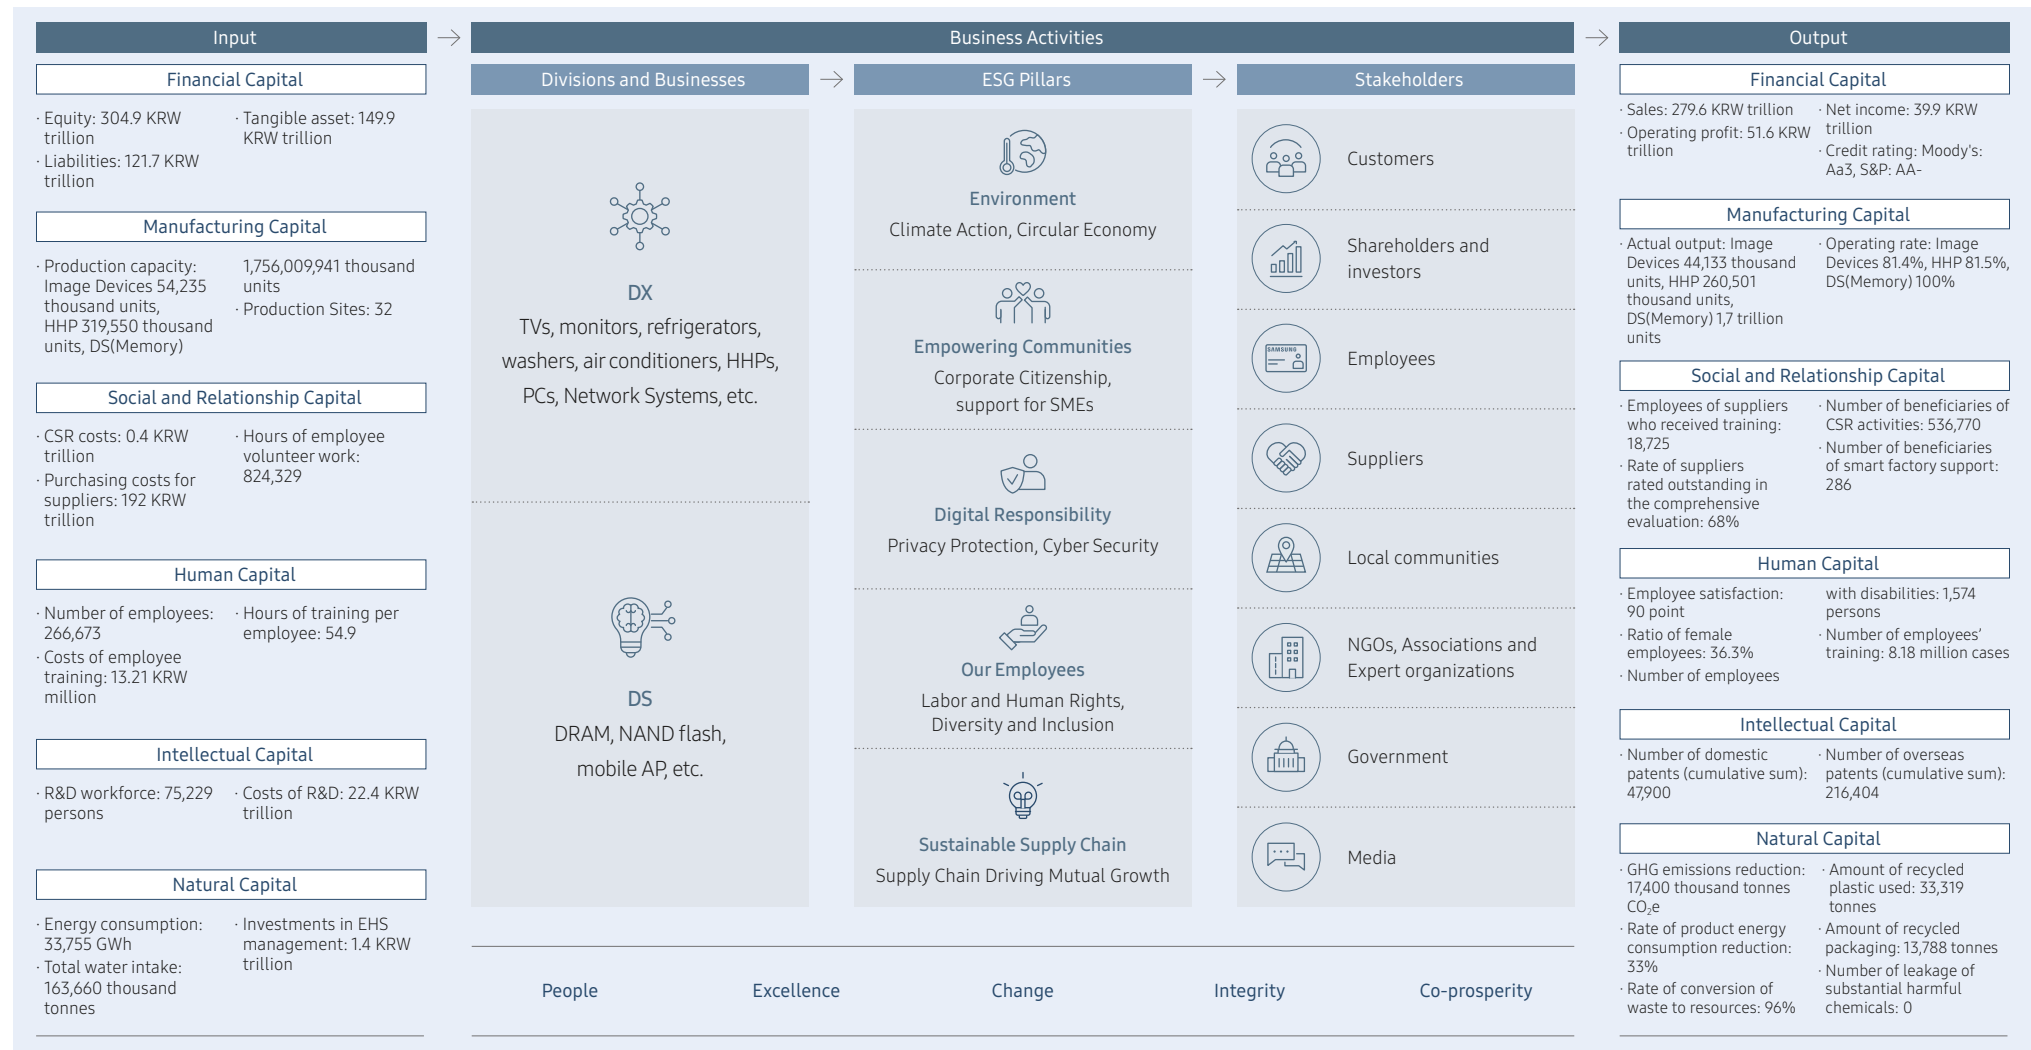 Input
Financial Capital
· Equity: 304.9 KRW
trillion
· Liabilities: 121.7 KRW
trillion
· Tangible asset: 149.9
KRW trillion
Manufacturing Capital
· Production capacity:
Image Devices 54,235
thousand units,
HHP 319,550 thousand
units, DS(Memory)
1,756,009,941 thousand
units
· Production Sites: 32
Social and Relationship Capital
· CSR costs: 0.4 KRW
trillion
· Purchasing costs for
suppliers: 192 KRW
trillion
· Hours of employee
volunteer work:
824,329
Human Capital
· Number of employees:
266,673
· Costs of employee
training: 13.21 KRW
million
· Hours of training per
employee: 54.9
Intellectual Capital
· R&D workforce: 75,229
persons
· Costs of R&D: 22.4 KRW
trillion
Natural Capital
· Energy consumption:
33,755 GWh
· Total water intake:
163,660 thousand
tonnes
· Investments in EHS
management: 1.4 KRW
trillion
Business Activities
Divisions and Businesses
DX
TVs, monitors, refrigerators,
washers, air conditioners, HHPs,
PCs, Network Systems, etc.
DS
DRAM, NAND flash,
mobile AP, etc.
ESG Pillars
Environment
Climate Action, Circular Economy
Empowering Communities
Corporate Citizenship,
support for SMEs
Digital Responsibility
Privacy Protection, Cyber Security
Our Employees
Labor and Human Rights,
Diversity and Inclusion
Sustainable Supply Chain
Supply Chain Driving Mutual Growth
Stakeholders
Customers
Shareholders and
investors
SAMSUNG
Employees
Suppliers
Local communities
NGOs, Associations and
Expert organizations
Government
Media
People
Excellence
Change
Integrity
Co-prosperity
Output
Financial Capital
· Sales: 279.6 KRW trillion
· Operating profit: 51.6 KRW
trillion
· Net income: 39.9 KRW
trillion
· Credit rating: Moody's:
Aa3, S&P: AA-
Manufacturing Capital
· Actual output: Image
Devices 44,133 thousand
units, HHP 260,501
thousand units,
DS(Memory) 1,7 trillion
units
· Operating rate: Image
Devices 81.4%, HHP 81.5%,
DS(Memory) 100%
Social and Relationship Capital
· Employees of suppliers
who received training:
18,725
· Rate of suppliers
rated outstanding in
the comprehensive
evaluation: 68%
· Number of beneficiaries of
CSR activities: 536,770
· Number of beneficiaries
of smart factory support:
286
Human Capital
· Employee satisfaction:
90 point
· Ratio of female
employees: 36.3%
· Number of employees
with disabilities: 1,574
persons
· Number of employees'
training: 8.18 million cases
Intellectual Capital
· Number of domestic
patents (cumulative sum):
47,900
· Number of overseas
patents (cumulative sum):
216,404
Natural Capital
· GHG emissions reduction:
17,400 thousand tonnes
CO₂e
· Rate of product energy
consumption reduction:
33%
· Rate of conversion of
waste to resources: 96%
· Amount of recycled
plastic used: 33,319
tonnes
· Amount of recycled
packaging: 13,788 tonnes
· Number of leakage of
substantial harmful
chemicals: 0